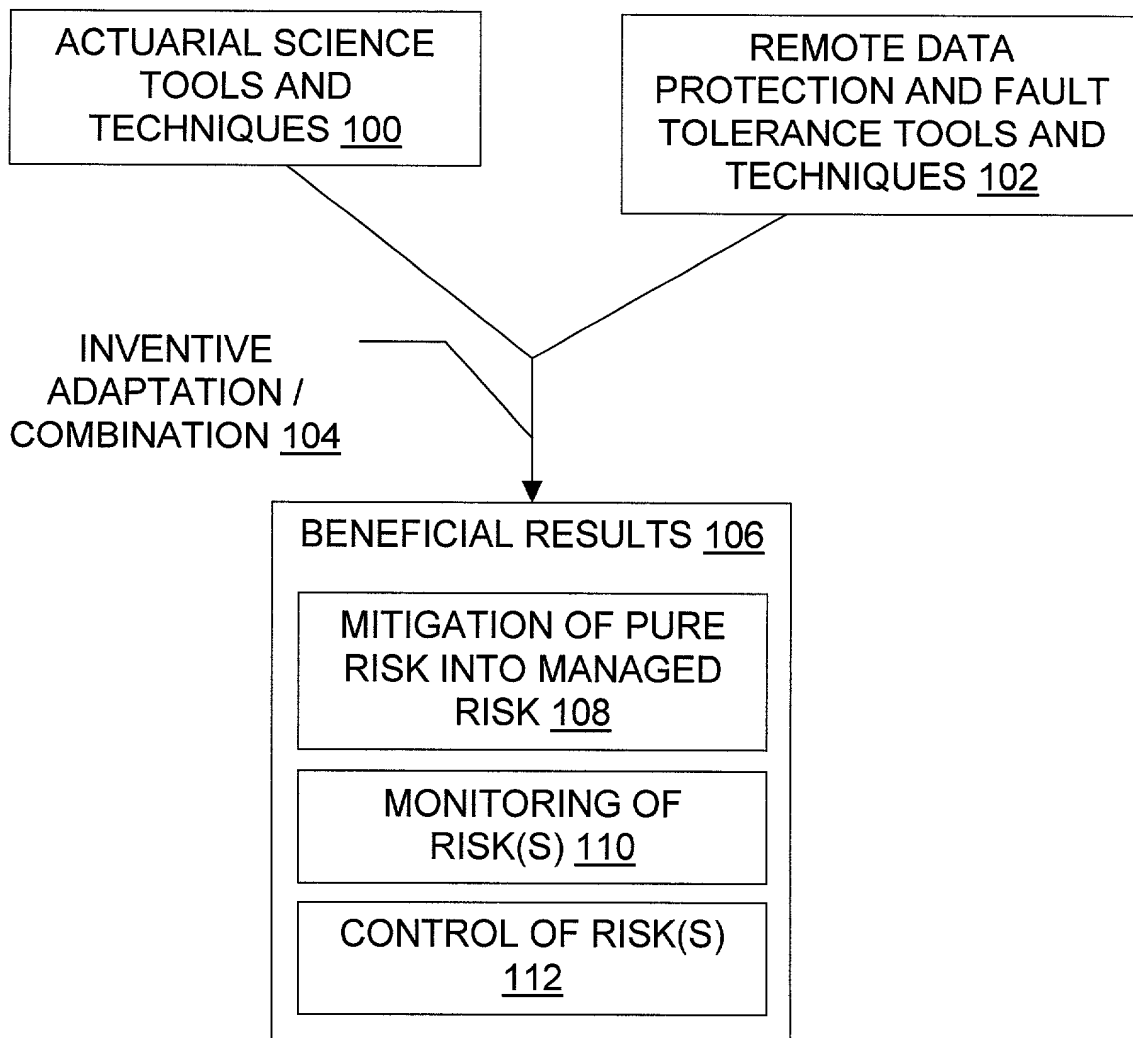 ACTUARIAL SCIENCE
TOOLS AND
TECHNIQUES 100
REMOTE DATA
PROTECTION AND FAULT
TOLERANCE TOOLS AND
TECHNIQUES 102
INVENTIVE
ADAPTATION /
COMBINATION 104
BENEFICIAL RESULTS 106
MITIGATION OF PURE
RISK INTO MANAGED
RISK 108
MONITORING OF
RISK(S) 110
CONTROL OF RISK(S)
112